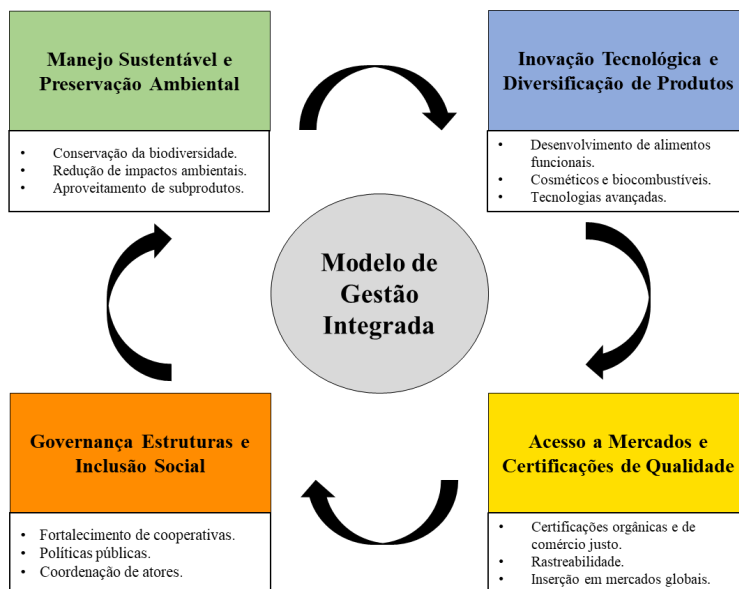 Manejo Sustentável e
Preservação Ambiental
• Conservação da biodiversidade.
• Redução de impactos ambientais.
• Aproveitamento de subprodutos.
Inovação Tecnológica e
Diversificação de Produtos
• Desenvolvimento de alimentos
funcionais.
• Cosméticos e biocombustíveis.
• Tecnologias avançadas.
Modelo de
Gestão
Integrada
Governança Estruturas e
Inclusão Social
• Fortalecimento de cooperativas.
• Políticas públicas.
• Coordenação de atores.
Acesso a Mercados e
Certificações de Qualidade
• Certificações orgânicas e de
comércio justo.
• Rastreabilidade.
• Inserção em mercados globais.